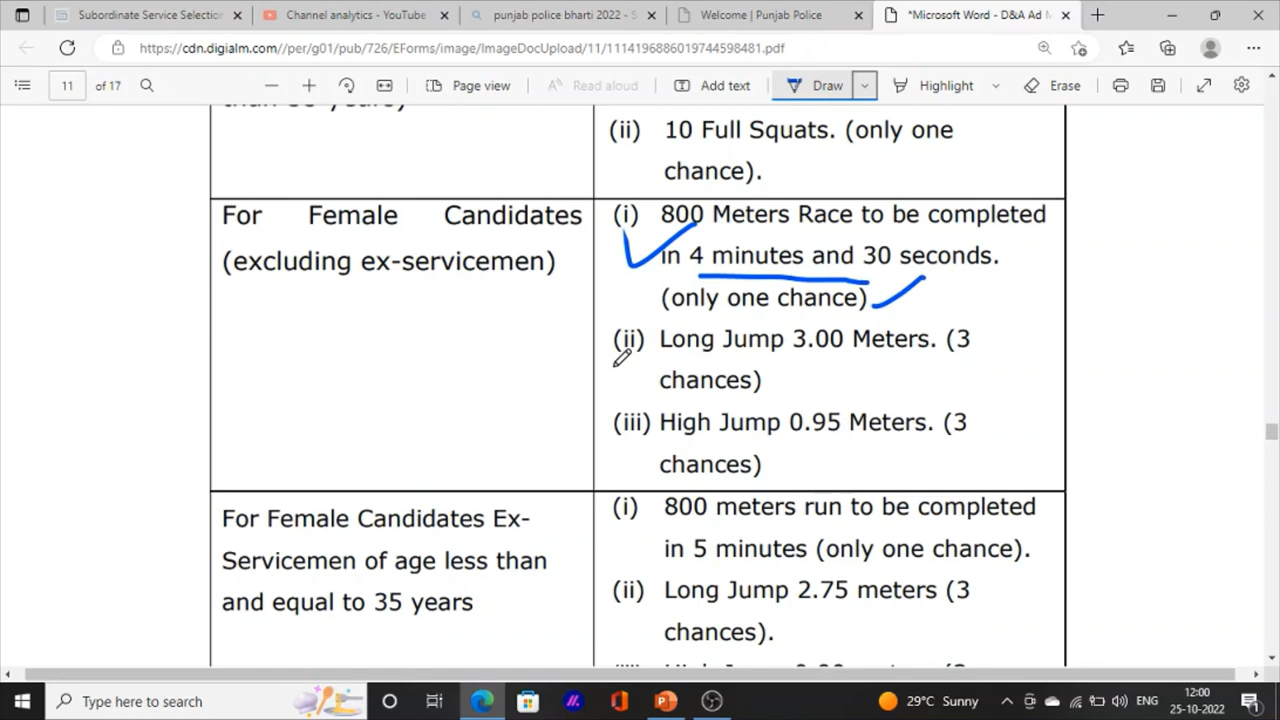 Subordinate Service Selectio
Channel analytics - YouTube
punjab police bharti 2022 - S
Welcome | Punjab Police
*Microsoft Word - D&A Ad M
https://cdn.digialm.com//per/g01/pub/726/EForms/image/ImageDocUpload/11/1114196886019744598481.pdf
11 of 17
Page view
Read aloud
Add text
Draw
Highlight
Erase
(ii) 10 Full Squats. (only one
chance).
For Female Candidates
(excluding ex-servicemen)
(i) 800 Meters Race to be completed
in 4 minutes and 30 seconds.
(only one chance)
(ii) Long Jump 3.00 Meters. (3
chances)
(iii) High Jump 0.95 Meters. (3
chances)
For Female Candidates Ex-
Servicemen of age less than
and equal to 35 years
(i) 800 meters run to be completed
in 5 minutes (only one chance).
(ii) Long Jump 2.75 meters (3
chances).
Type here to search
29°C Sunny
ENG
12:00
25-10-2022
1